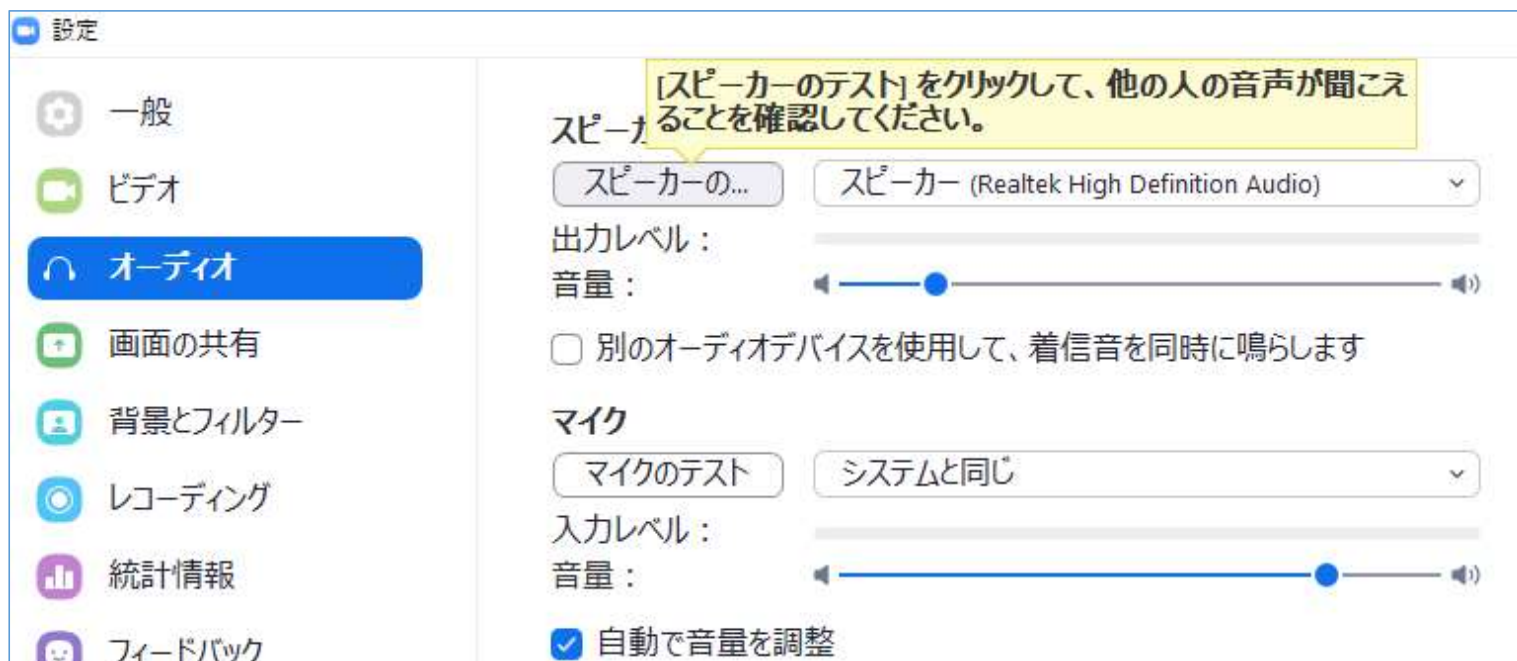 設定
一般
ビデオ
オーディオ
画面の共有
背景とフィルター
レコーディング
統計情報
フィードバック
[スピーカーのテスト] をクリックして、他の人の音声が聞こえ
ることを確認してください。
スピーカ
スピーカーの...
スピーカー (Realtek High Definition Audio)
出力レベル：
音量：
別のオーディオデバイスを使用して、着信音を同時に鳴らします
マイク
マイクのテスト
システムと同じ
入力レベル：
音量：
自動で音量を調整